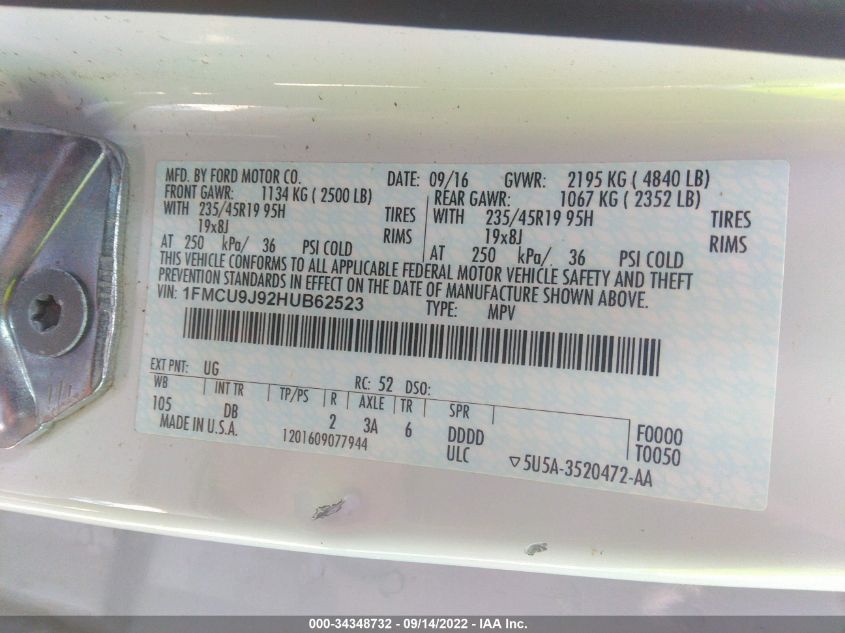 MFD. BY FORD MOTOR CO. DATE: 09/16 GVWR: 2195 KG ( 4840 LB)
FRONT GAWR: 1134 KG ( 2500 LB) REAR GAWR: 1067 KG ( 2352 LB)
WITH 235/45R19 95H TIRES WITH 235/45R19 95H TIRES
19x8J RIMS 19x8J RIMS
AT 250 kPa/ 36 PSI COLD AT 250 kPa/ 36 PSI COLD
THIS VEHICLE CONFORMS TO ALL APPLICABLE FEDERAL MOTOR VEHICLE SAFETY AND THEFT
PREVENTION STANDARDS IN EFFECT ON THE DATE OF MANUFACTURE SHOWN ABOVE.
VIN: 1FMCU9J92HUB62523 TYPE: MPV
EXT PNT: UG RC: 52 DSO:
WB INT TR TP/PS R AXLE TR SPR
105 DB 2 3A 6 DDDD F0000
MADE IN U.S.A. 1201609077944 ULC ▽5U5A-3520472-AA T0050
000-34348732 - 09/14/2022 - IAA Inc.